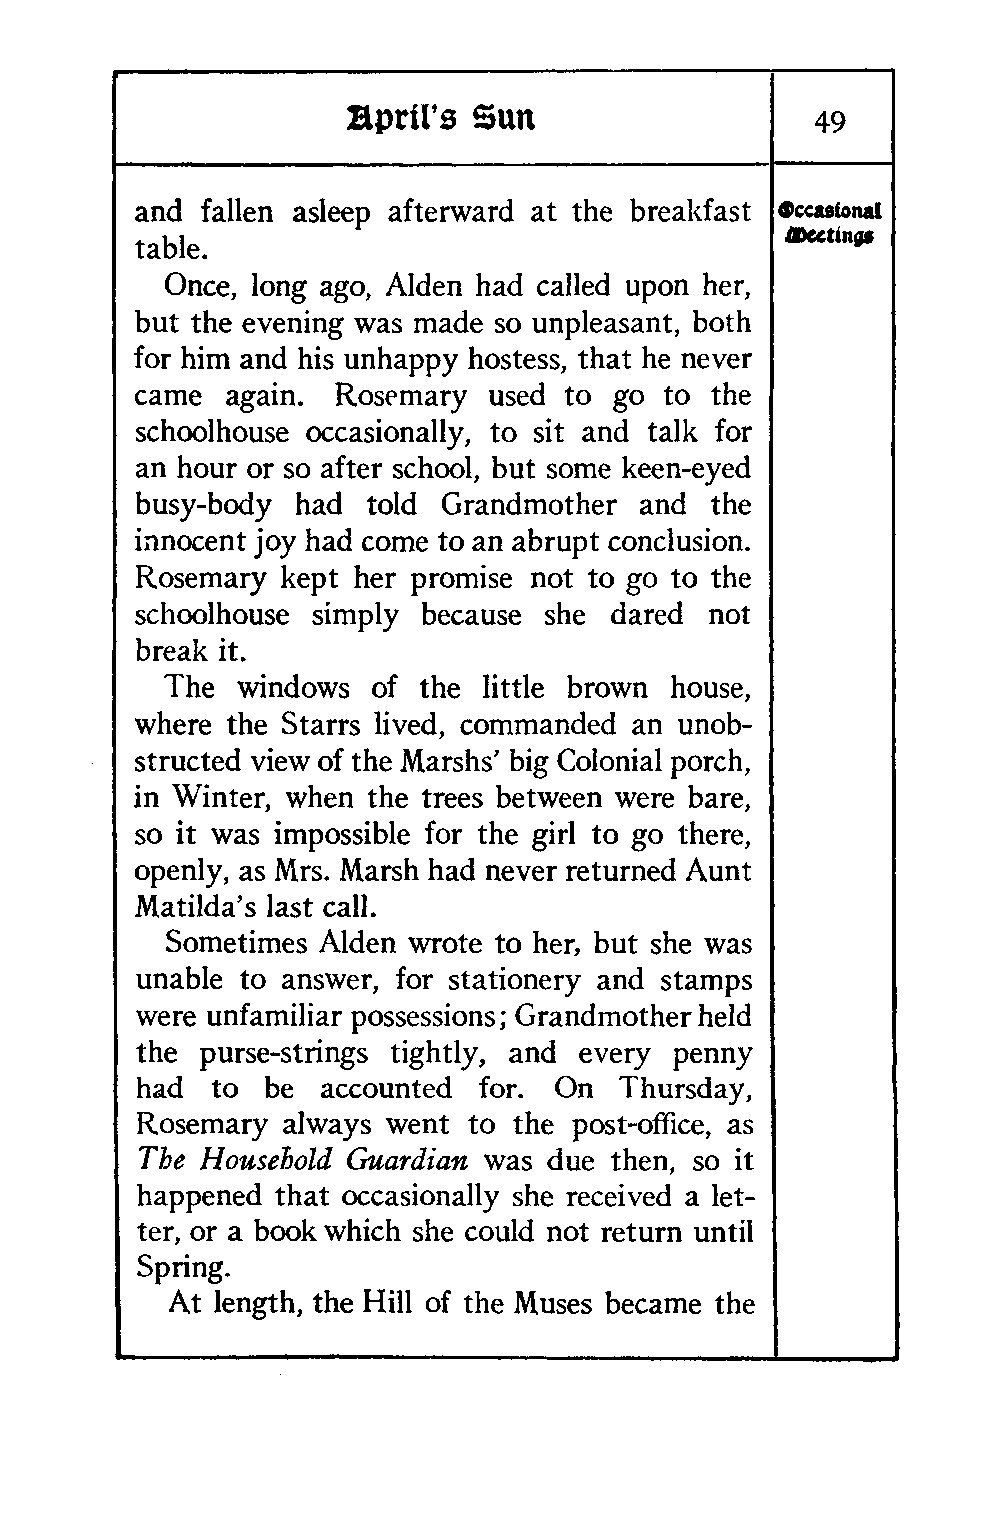 April's Sun
49
and fallen asleep afterward at the breakfast
table.
Occasional
Meetings
Once, long ago, Alden had called upon her,
but the evening was made so unpleasant, both
for him and his unhappy hostess, that he never
came again. Rosemary used to go to the
schoolhouse occasionally, to sit and talk for
an hour or so after school, but some keen-eyed
busy-body had told Grandmother and the
innocent joy had come to an abrupt conclusion.
Rosemary kept her promise not to go to the
schoolhouse simply because she dared not
break it.
The windows of the little brown house,
where the Starrs lived, commanded an unob-
structed view of the Marshs' big Colonial porch,
in Winter, when the trees between were bare,
so it was impossible for the girl to go there,
openly, as Mrs. Marsh had never returned Aunt
Matilda's last call.
Sometimes Alden wrote to her, but she was
unable to answer, for stationery and stamps
were unfamiliar possessions; Grandmother held
the purse-strings tightly, and every penny
had to be accounted for. On Thursday,
Rosemary always went to the post-office, as
The Household Guardian was due then, so it
happened that occasionally she received a let-
ter, or a book which she could not return until
Spring.
At length, the Hill of the Muses became the